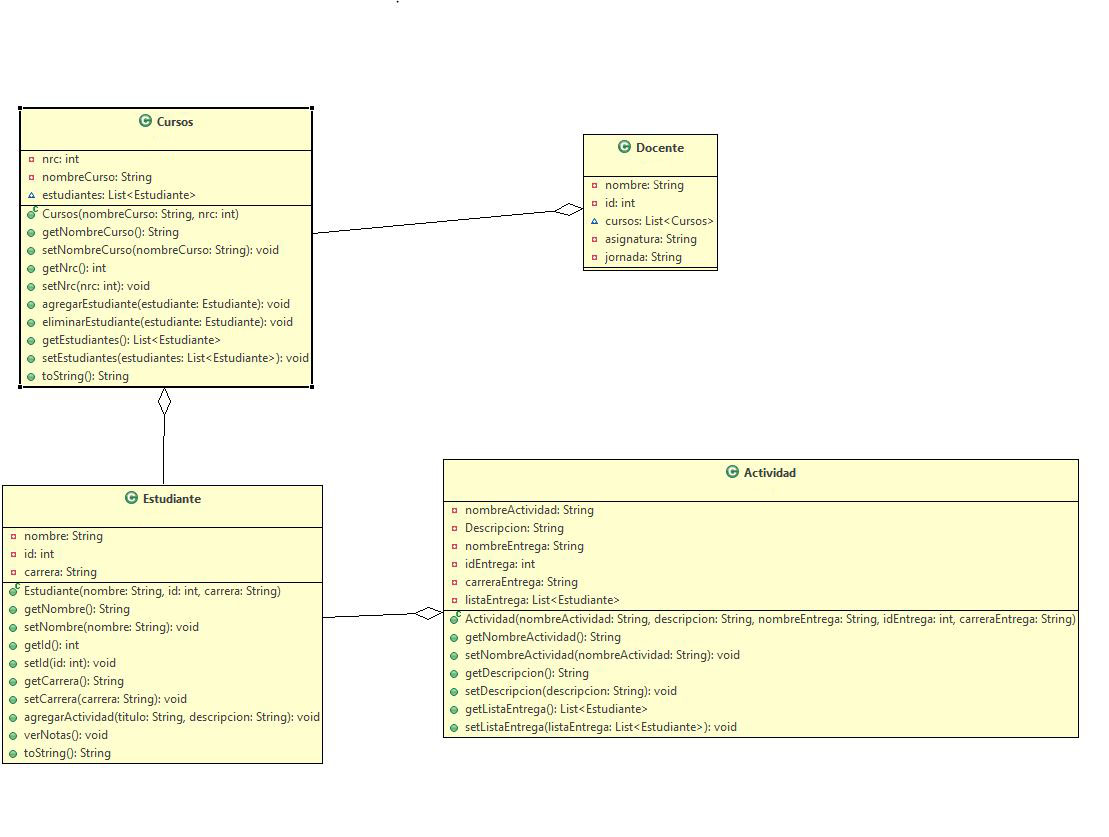 Cursos
nrc: int
nombreCurso: String
estudiantes: List<Estudiante>
Cursos(nombreCurso: String, nrc: int)
getNombreCurso(): String
setNombreCurso(nombreCurso: String): void
getNrc(): int
setNrc(nrc: int): void
agregarEstudiante(estudiante: Estudiante): void
eliminarEstudiante(estudiante: Estudiante): void
getEstudiantes(): List<Estudiante>
setEstudiantes(estudiantes: List<Estudiante>): void
toString(): String
Docente
nombre: String
id: int
cursos: List<Cursos>
asignatura: String
jornada: String
Estudiante
nombre: String
id: int
carrera: String
Estudiante(nombre: String, id: int, carrera: String)
getNombre(): String
setNombre(nombre: String): void
getId(): int
setId(id: int): void
getCarrera(): String
setCarrera(carrera: String): void
agregarActividad(titulo: String, descripcion: String): void
verNotas(): void
toString(): String
Actividad
nombreActividad: String
Descripcion: String
nombreEntrega: String
idEntrega: int
carreraEntrega: String
listaEntrega: List<Estudiante>
Actividad(nombreActividad: String, descripcion: String, nombreEntrega: String, idEntrega: int, carreraEntrega: String)
getNombreActividad(): String
setNombreActividad(nombreActividad: String): void
getDescripcion(): String
setDescripcion(descripcion: String): void
getListaEntrega(): List<Estudiante>
setListaEntrega(listaEntrega: List<Estudiante>): void